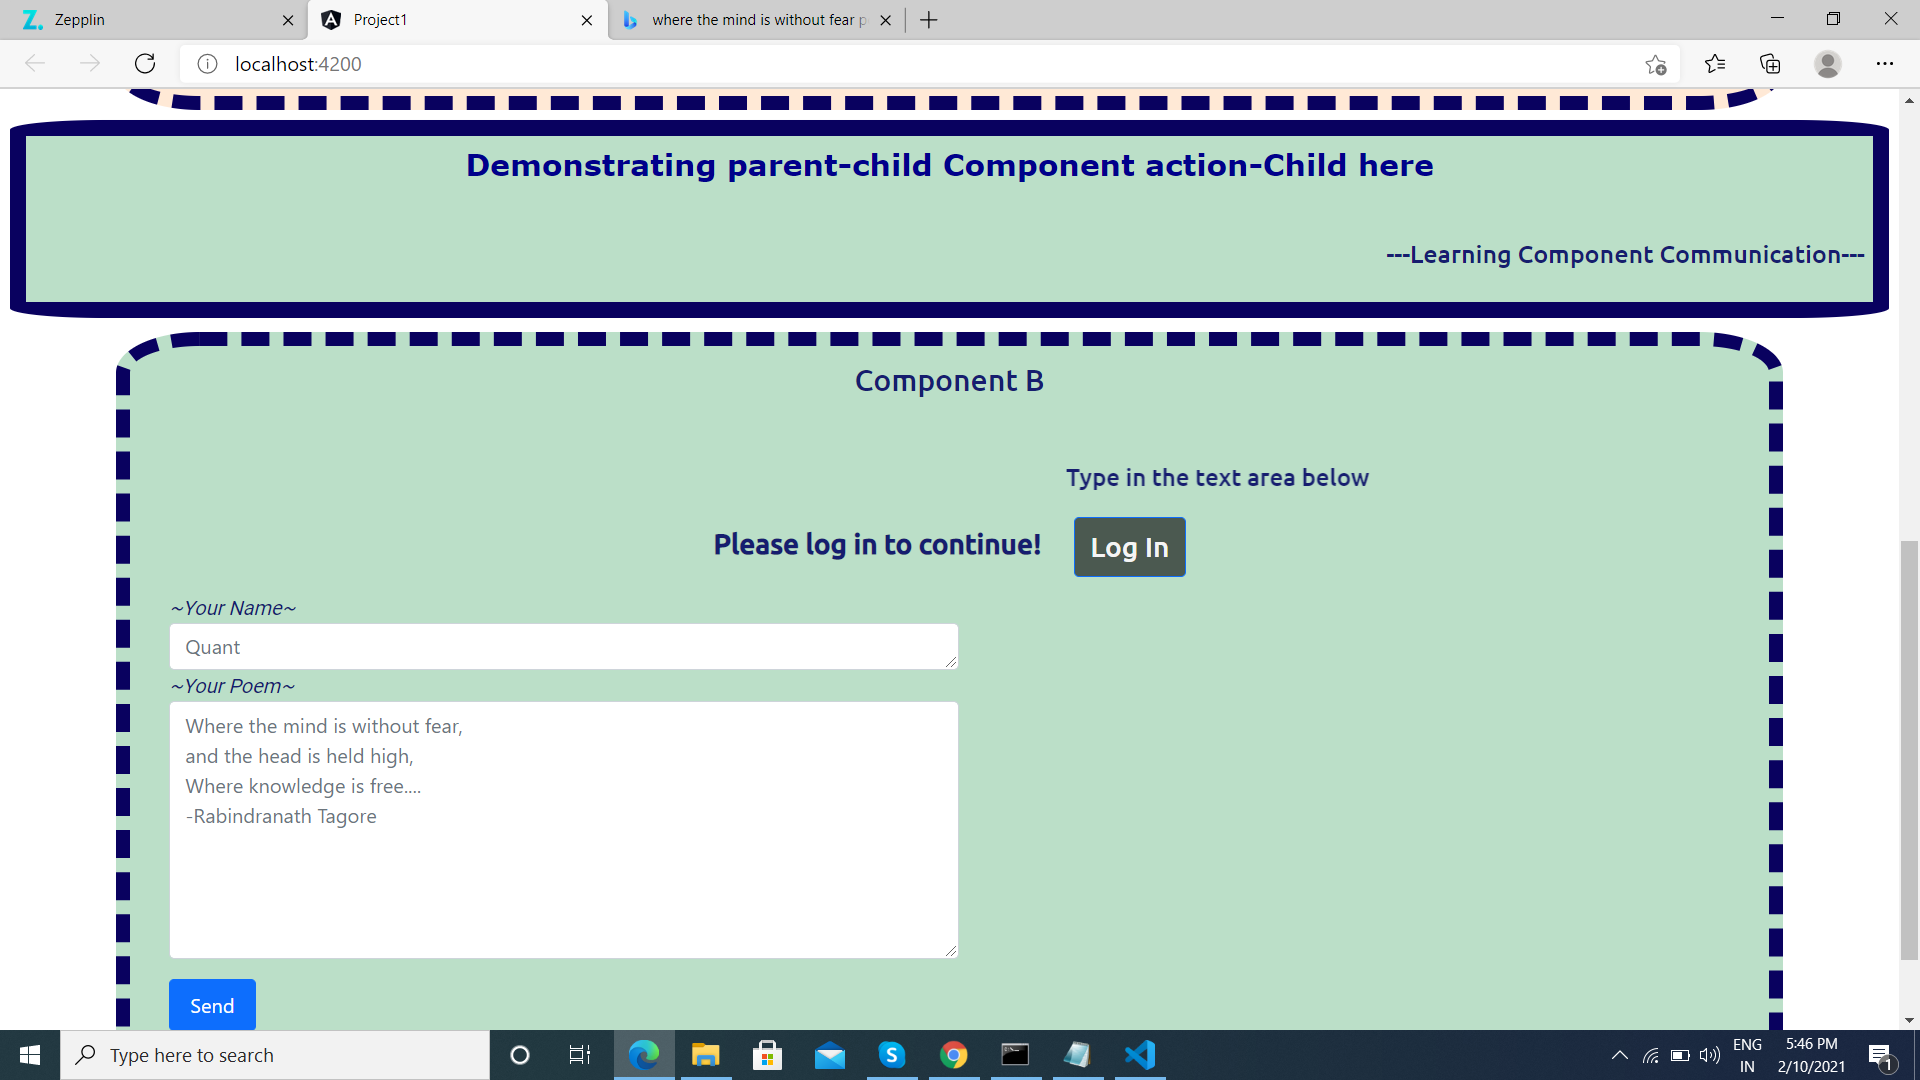 Zepplin
Project1
where the mind is without fear p
localhost:4200
Demonstrating parent-child Component action-Child here
---Learning Component Communication---
Component B
Type in the text area below
Please log in to continue!
Log In
~Your Name~
Quant
~Your Poem~
Where the mind is without fear,
and the head is held high,
Where knowledge is free....
-Rabindranath Tagore
Send
Type here to search
ENG
IN
5:46 PM
2/10/2021
1